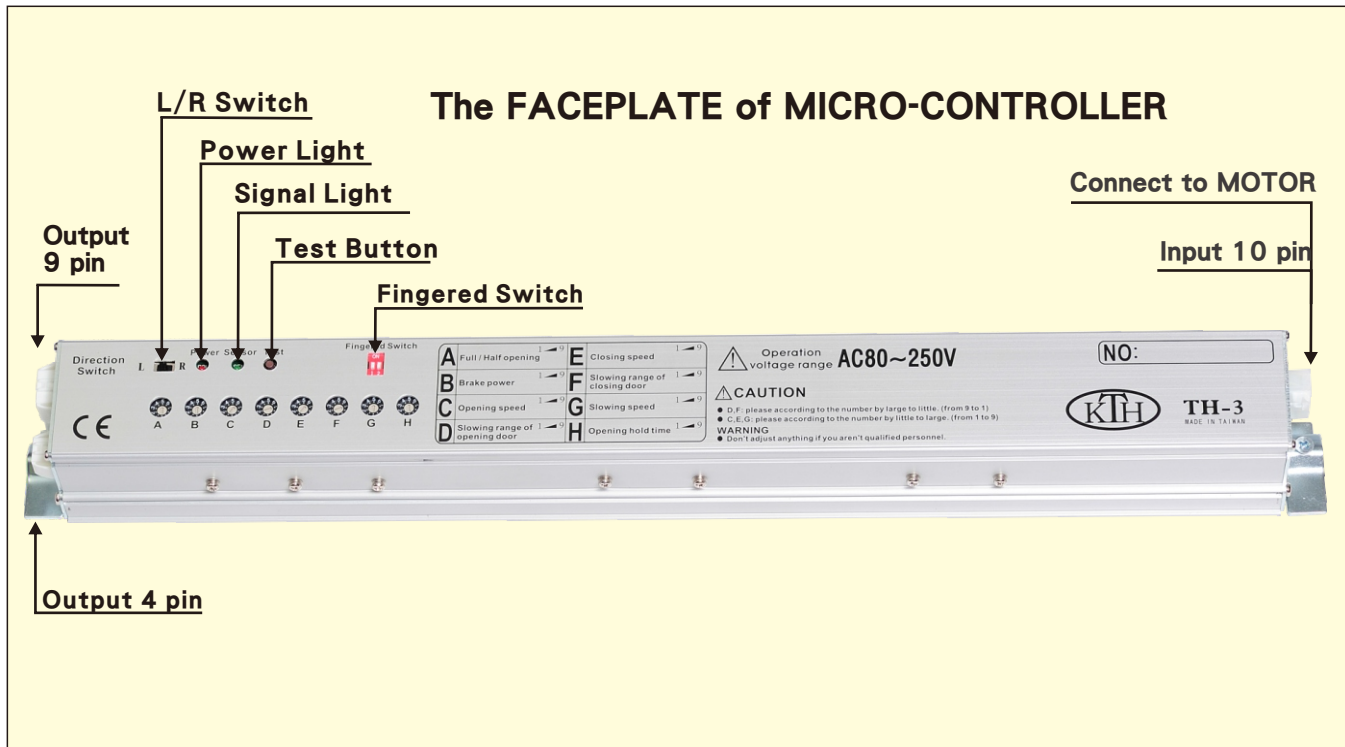 The FACEPLATE of MICRO-CONTROLLER
L/R Switch
Power Light
Signal Light
Test Button
Fingered Switch
Output
9 pin
Connect to MOTOR
Input 10 pin
Output 4 pin
Direction
Switch
L R
Power Sensor Test
Fingered Switch
A B C D E F G H
CE
A Full / Half opening 1 9
B Brake power 1 9
C Opening speed 1 9
D Slowing range of
opening door 1 9
E Closing speed 1 9
F Slowing range of
closing door 1 9
G Slowing speed 1 9
H Opening hold time 1 9
Operation
voltage range AC80~250V
CAUTION
● D,F: please according to the number by large to little. (from 9 to 1)
● C,E,G: please according to the number by little to large. (from 1 to 9)
WARNING
● Don't adjust anything if you aren't qualified personnel.
NO:
KTH
TH-3
MADE IN TAIWAN